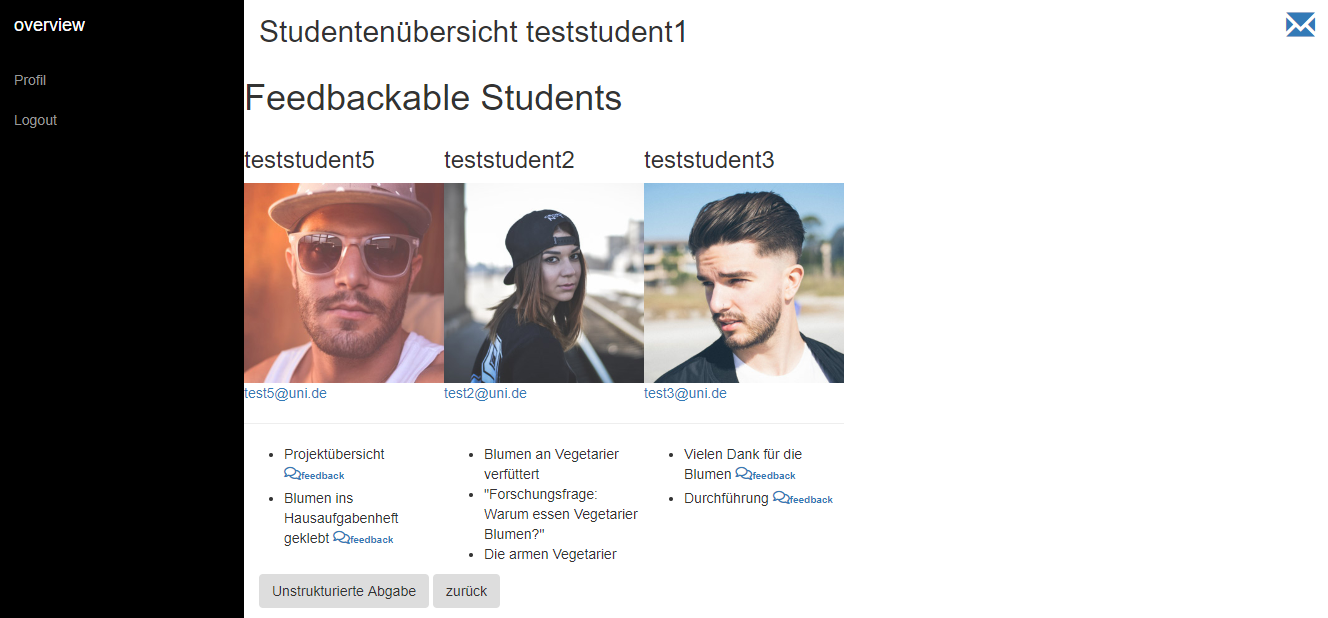 overview
Profil
Logout
Studentenübersicht teststudent1
Feedbackable Students
teststudent5
test5@uni.de
Projektübersicht
feedback
Blumen ins
Hausaufgabenheft
geklebt feedback
teststudent2
test2@uni.de
Blumen an Vegetarier
verfüttert
"Forschungsfrage:
Warum essen Vegetarier
Blumen?"
Die armen Vegetarier
teststudent3
test3@uni.de
Vielen Dank für die
Blumen feedback
Durchführung feedback
Unstrukturierte Abgabe
zurück